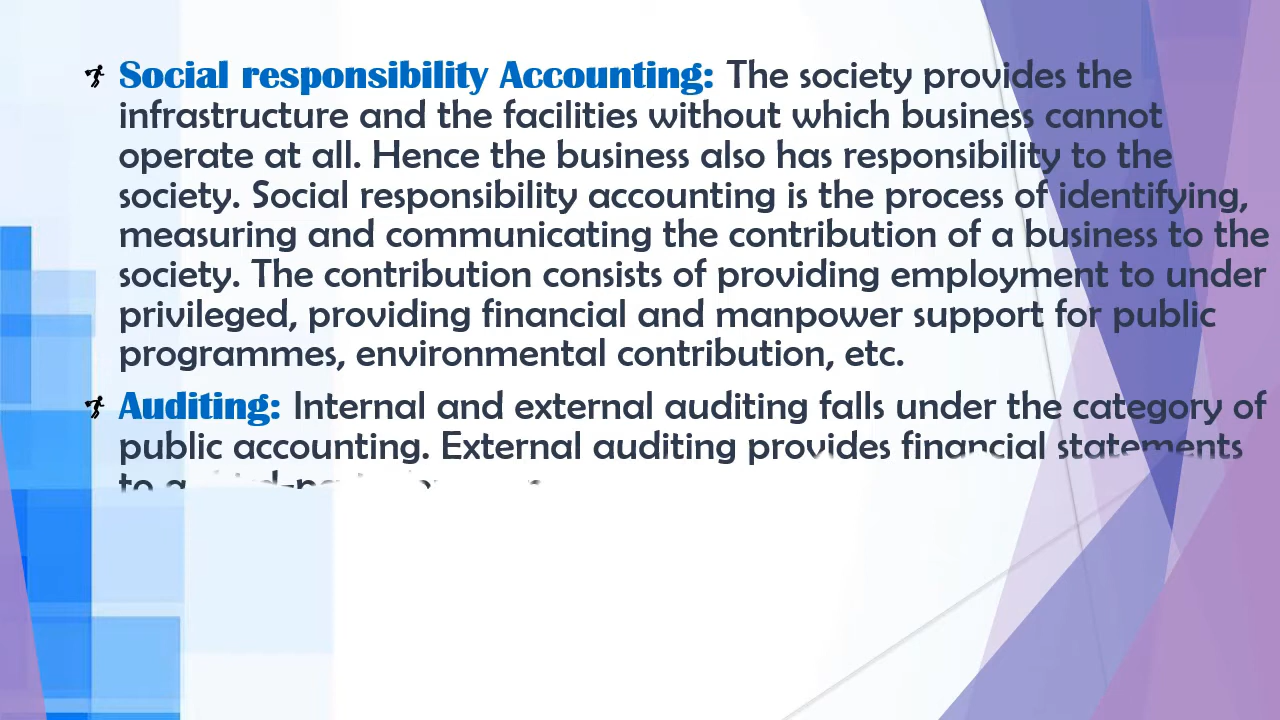 Social responsibility Accounting: The society provides the
infrastructure and the facilities without which business cannot
operate at all. Hence the business also has responsibility to the
society. Social responsibility accounting is the process of identifying,
measuring and communicating the contribution of a business to the
society. The contribution consists of providing employment to under
privileged, providing financial and manpower support for public
programmes, environmental contribution, etc.
Auditing: Internal and external auditing falls under the category of
public accounting. External auditing provides financial statements
to a